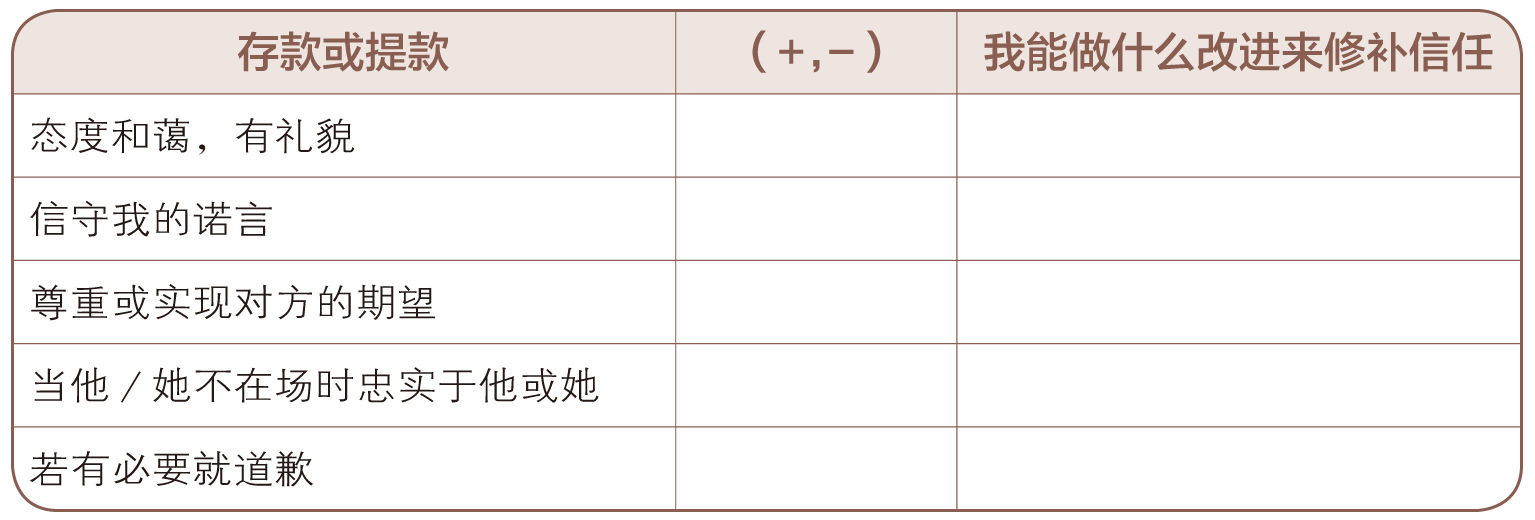 存款或提款 （+,−） 我能做什么改进来修补信任
态度和蔼，有礼貌
信守我的诺言
尊重或实现对方的期望
当他/她不在场时忠实于他或她
若有必要就道歉